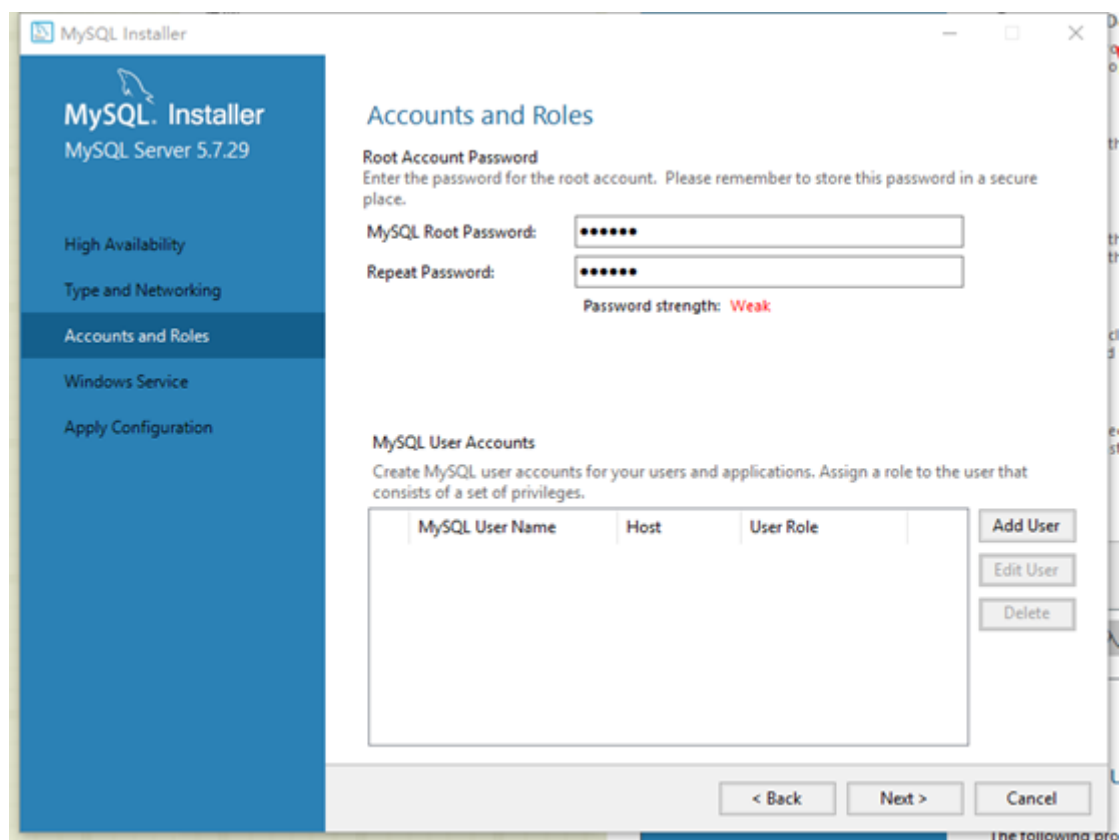 MySQL Installer
MySQL. Installer
MySQL Server 5.7.29
High Availability
Type and Networking
Accounts and Roles
Windows Service
Apply Configuration
Accounts and Roles
Root Account Password
Enter the password for the root account. Please remember to store this password in a secure
place.
MySQL Root Password:
●●●●●●
Repeat Password:
●●●●●●
Password strength: Weak
MySQL User Accounts
Create MySQL user accounts for your users and applications. Assign a role to the user that
consists of a set of privileges.
MySQL User Name Host User Role
Add User
Edit User
Delete
< Back Next > Cancel
The following